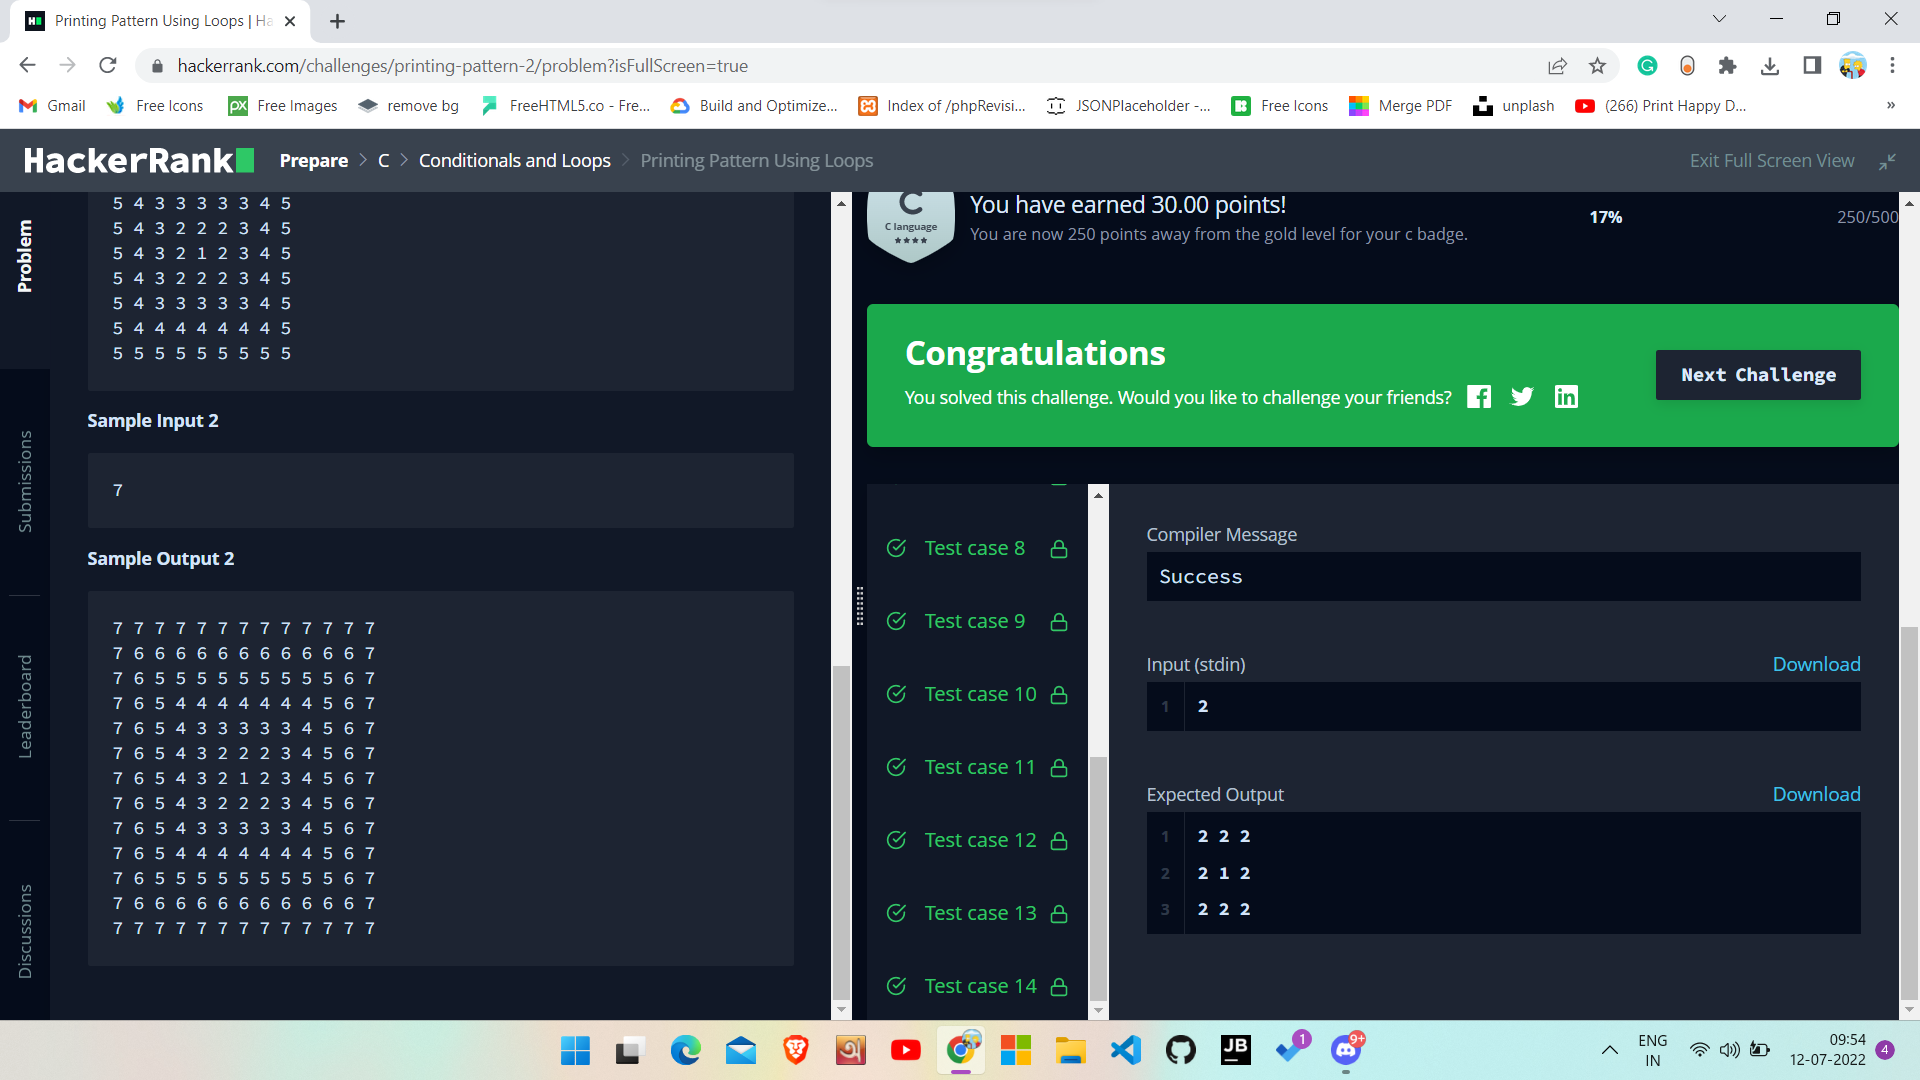 Printing Pattern Using Loops | Ha
hackerrank.com/challenges/printing-pattern-2/problem?isFullScreen=true
Gmail
Free Icons
Free Images
remove bg
FreeHTML5.co - Fre...
Build and Optimize...
Index of /phpRevisi...
JSONPlaceholder -...
Free Icons
Merge PDF
unplash
(266) Print Happy D...
»
HackerRank
Prepare > C > Conditionals and Loops > Printing Pattern Using Loops
Exit Full Screen View
Problem
Submissions
Leaderboard
Discussions
5 4 3 3 3 3 3 4 5
5 4 3 2 2 2 3 4 5
5 4 3 2 1 2 3 4 5
5 4 3 2 2 2 3 4 5
5 4 3 3 3 3 3 4 5
5 4 4 4 4 4 4 4 5
5 5 5 5 5 5 5 5 5
Sample Input 2
7
Sample Output 2
7 7 7 7 7 7 7 7 7 7 7 7 7
7 6 6 6 6 6 6 6 6 6 6 6 7
7 6 5 5 5 5 5 5 5 5 5 6 7
7 6 5 4 4 4 4 4 4 4 5 6 7
7 6 5 4 3 3 3 3 3 4 5 6 7
7 6 5 4 3 2 2 2 3 4 5 6 7
7 6 5 4 3 2 1 2 3 4 5 6 7
7 6 5 4 3 2 2 2 3 4 5 6 7
7 6 5 4 3 3 3 3 3 4 5 6 7
7 6 5 4 4 4 4 4 4 4 5 6 7
7 6 5 5 5 5 5 5 5 5 5 6 7
7 6 6 6 6 6 6 6 6 6 6 6 7
7 7 7 7 7 7 7 7 7 7 7 7 7
C
C language
You have earned 30.00 points!
You are now 250 points away from the gold level for your c badge.
17%
250/500
Congratulations
You solved this challenge. Would you like to challenge your friends?
Next Challenge
Test case 8
Test case 9
Test case 10
Test case 11
Test case 12
Test case 13
Test case 14
Compiler Message
Success
Input (stdin)
Download
1 2
Expected Output
Download
1 2 2 2
2 2 1 2
3 2 2 2
px
JB
1
9+
ENG
IN
09:54
12-07-2022
4